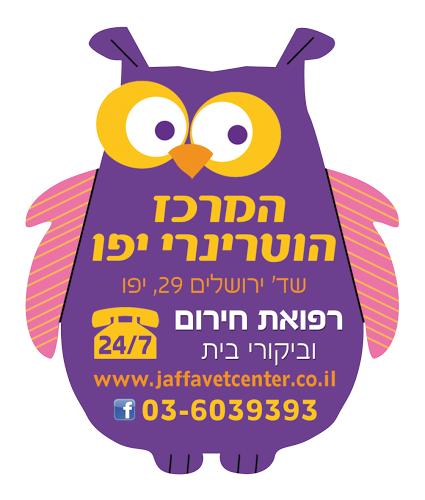 המרכז
הוטרינרי יפו
שד' ירושלים 29, יפו
רפואת חירום
24/7
וביקורי בית
www.jaffavetcenter.co.il
f 03-6039393